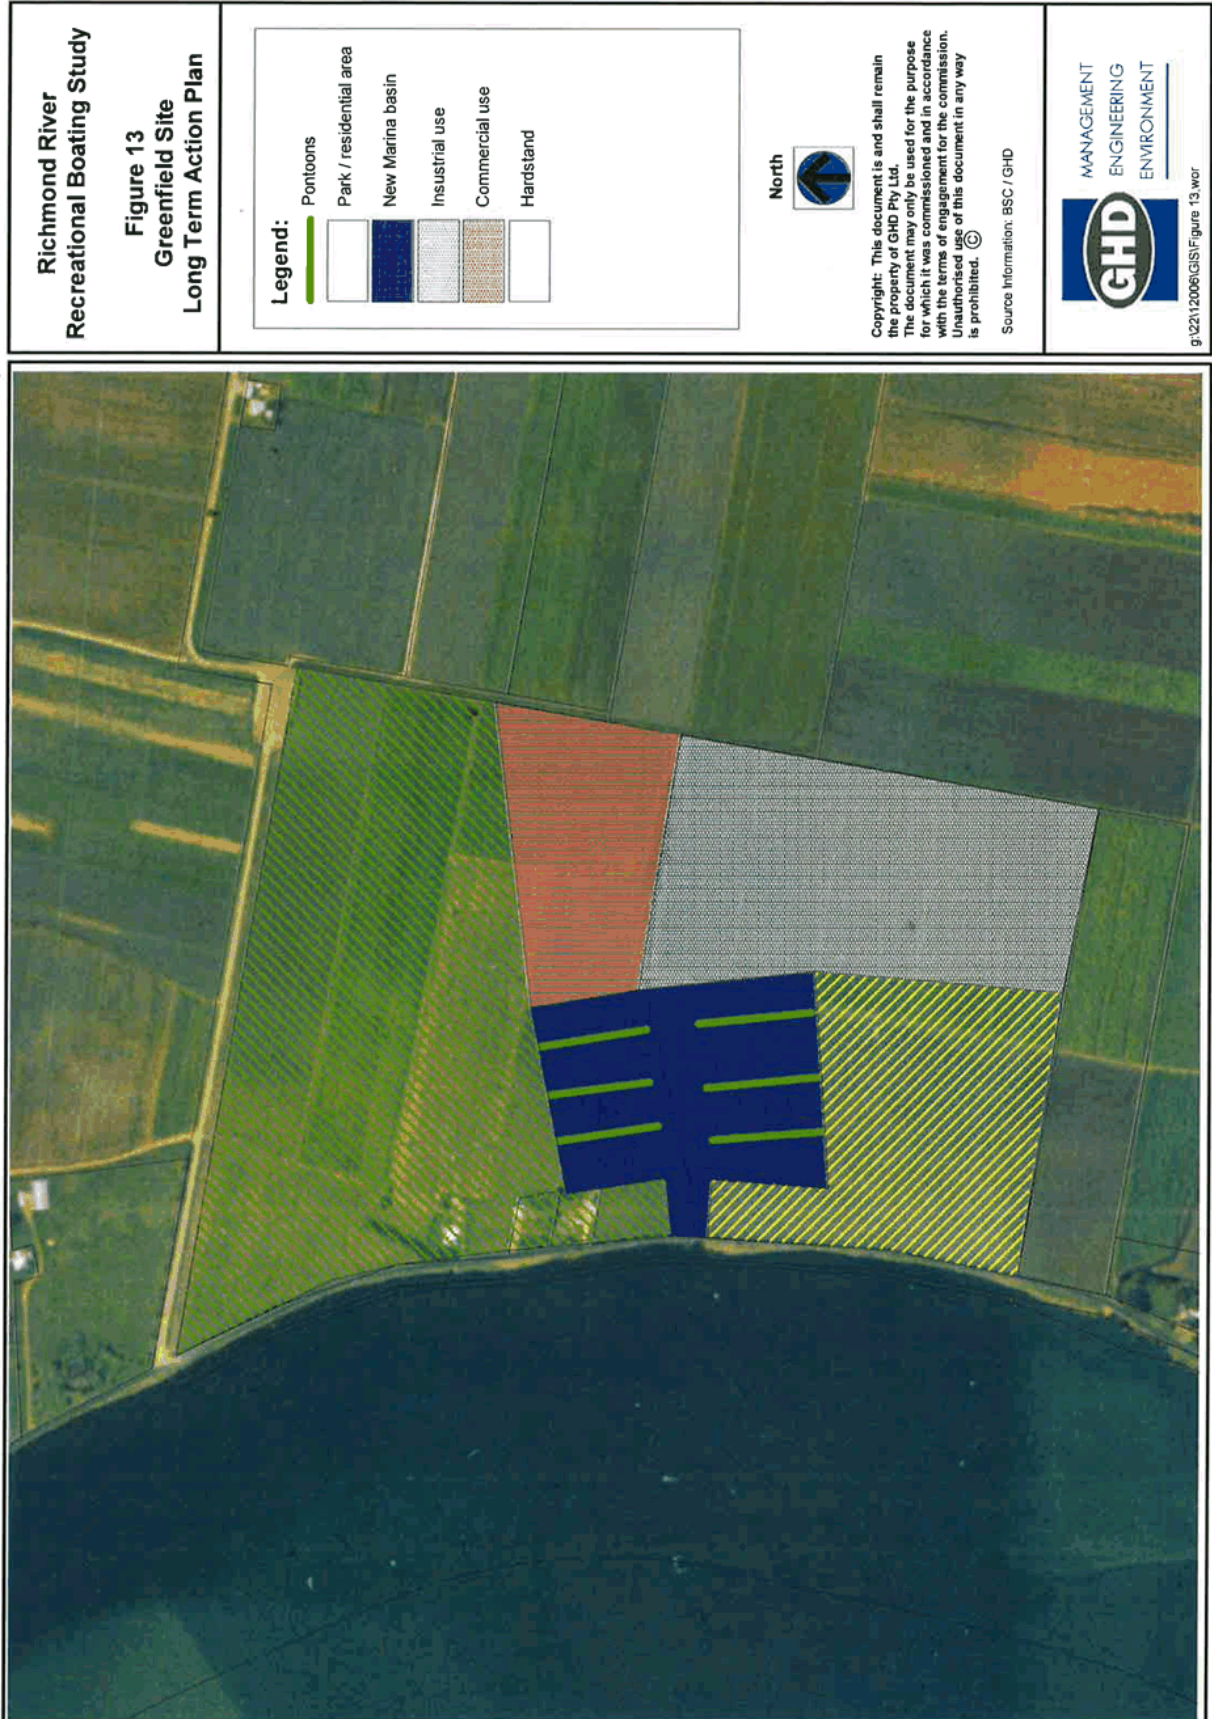 Richmond River
Recreational Boating Study
Figure 13
Greenfield Site
Long Term Action Plan
Legend:
Pontoons
Park / residential area
New Marina basin
Insustrial use
Commercial use
Hardstand
North
Copyright: This document is and shall remain
the property of GHD Pty Ltd.
The document may only be used for the purpose
for which it was commissioned and in accordance
with the terms of engagement for the commission.
Unauthorised use of this document in any way
is prohibited. ©
Source Information: BSC / GHD
GHD
MANAGEMENT
ENGINEERING
ENVIRONMENT
g:\22\12006\GIS\Figure 13.wor